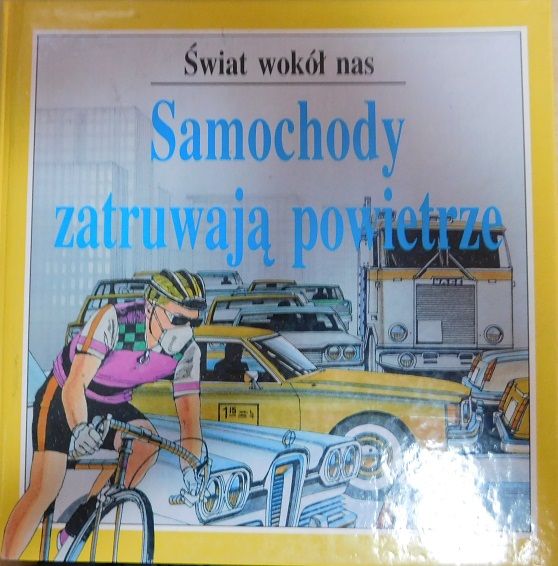 Świat wokół nas
Samochody
zatruwają powietrze